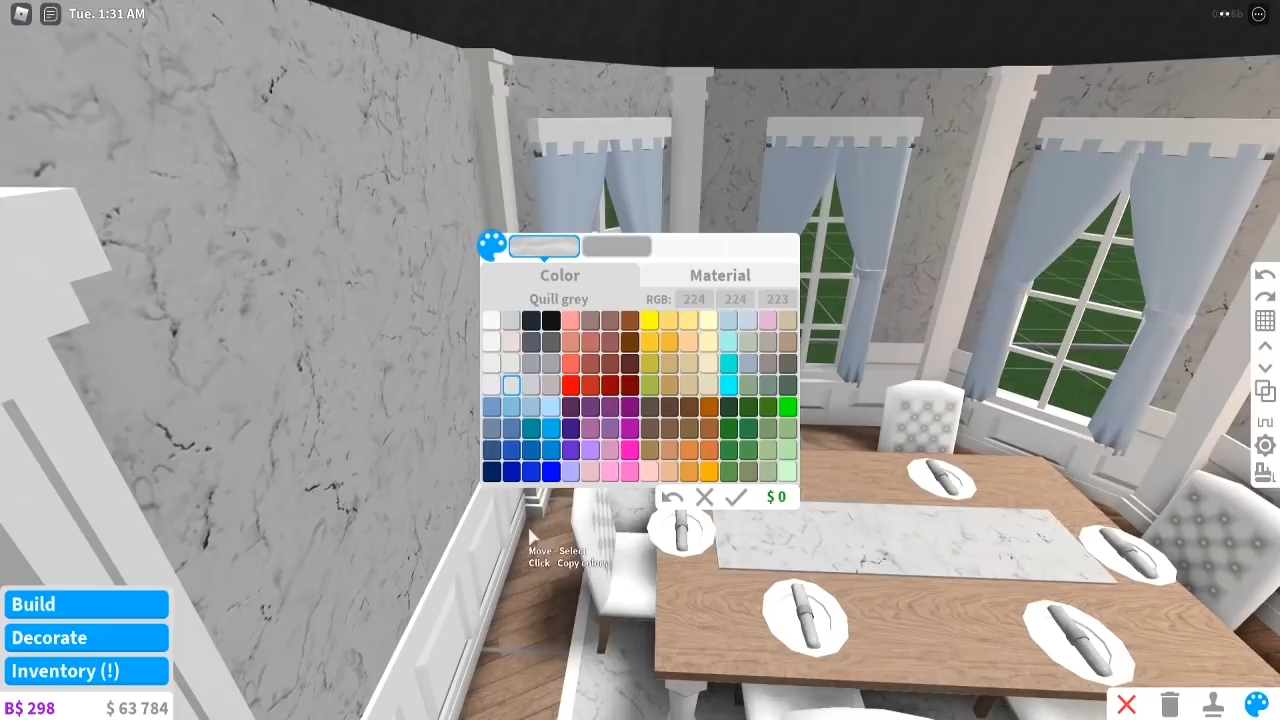 Tue. 1:31 AM
Color
Material
Quill grey
RGB: 224 224 223
$ 0
Move - Select
Click - Copy colors
Build
Decorate
Inventory (!)
B$ 298
$ 63 784